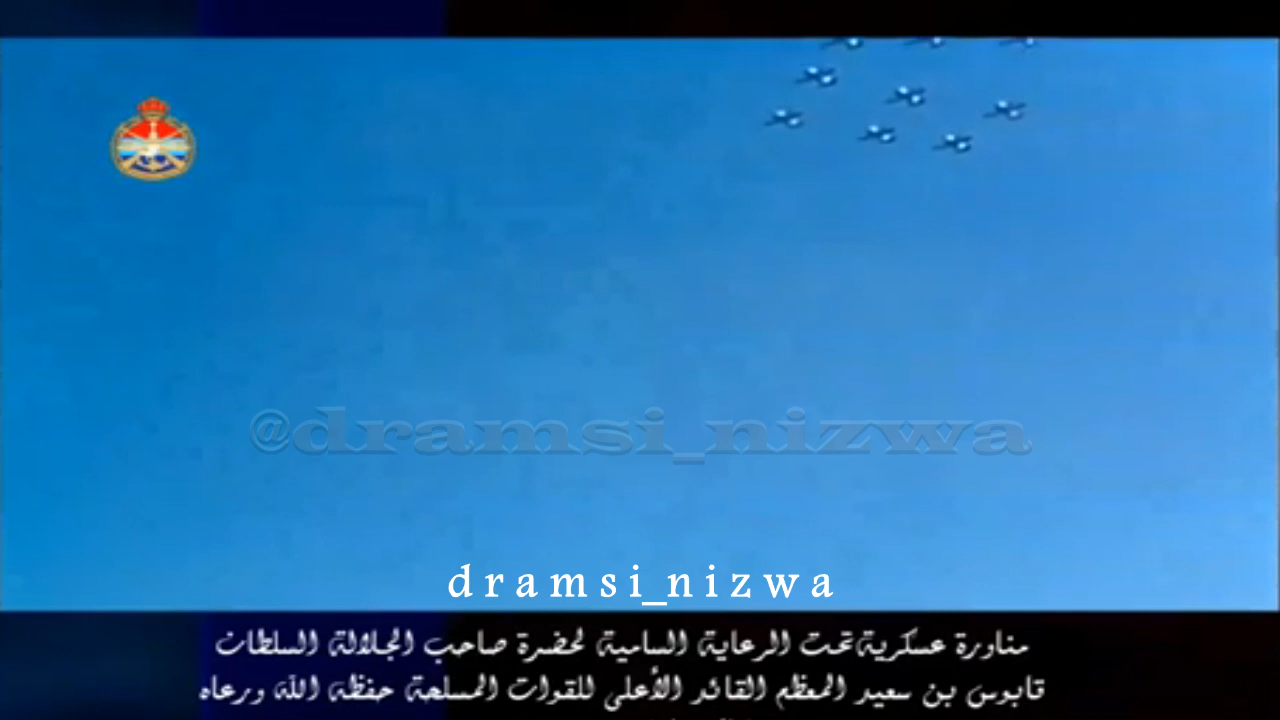 @dramsi_nizwa
dramsi_nizwa
مناورة عسكرية تحت الرعاية السامية لحضرة صاحب الجلالة السلطان
قابوس بن سعيد المعظم القائد الأعلى للقوات المسلحة حفظه الله ورعاه